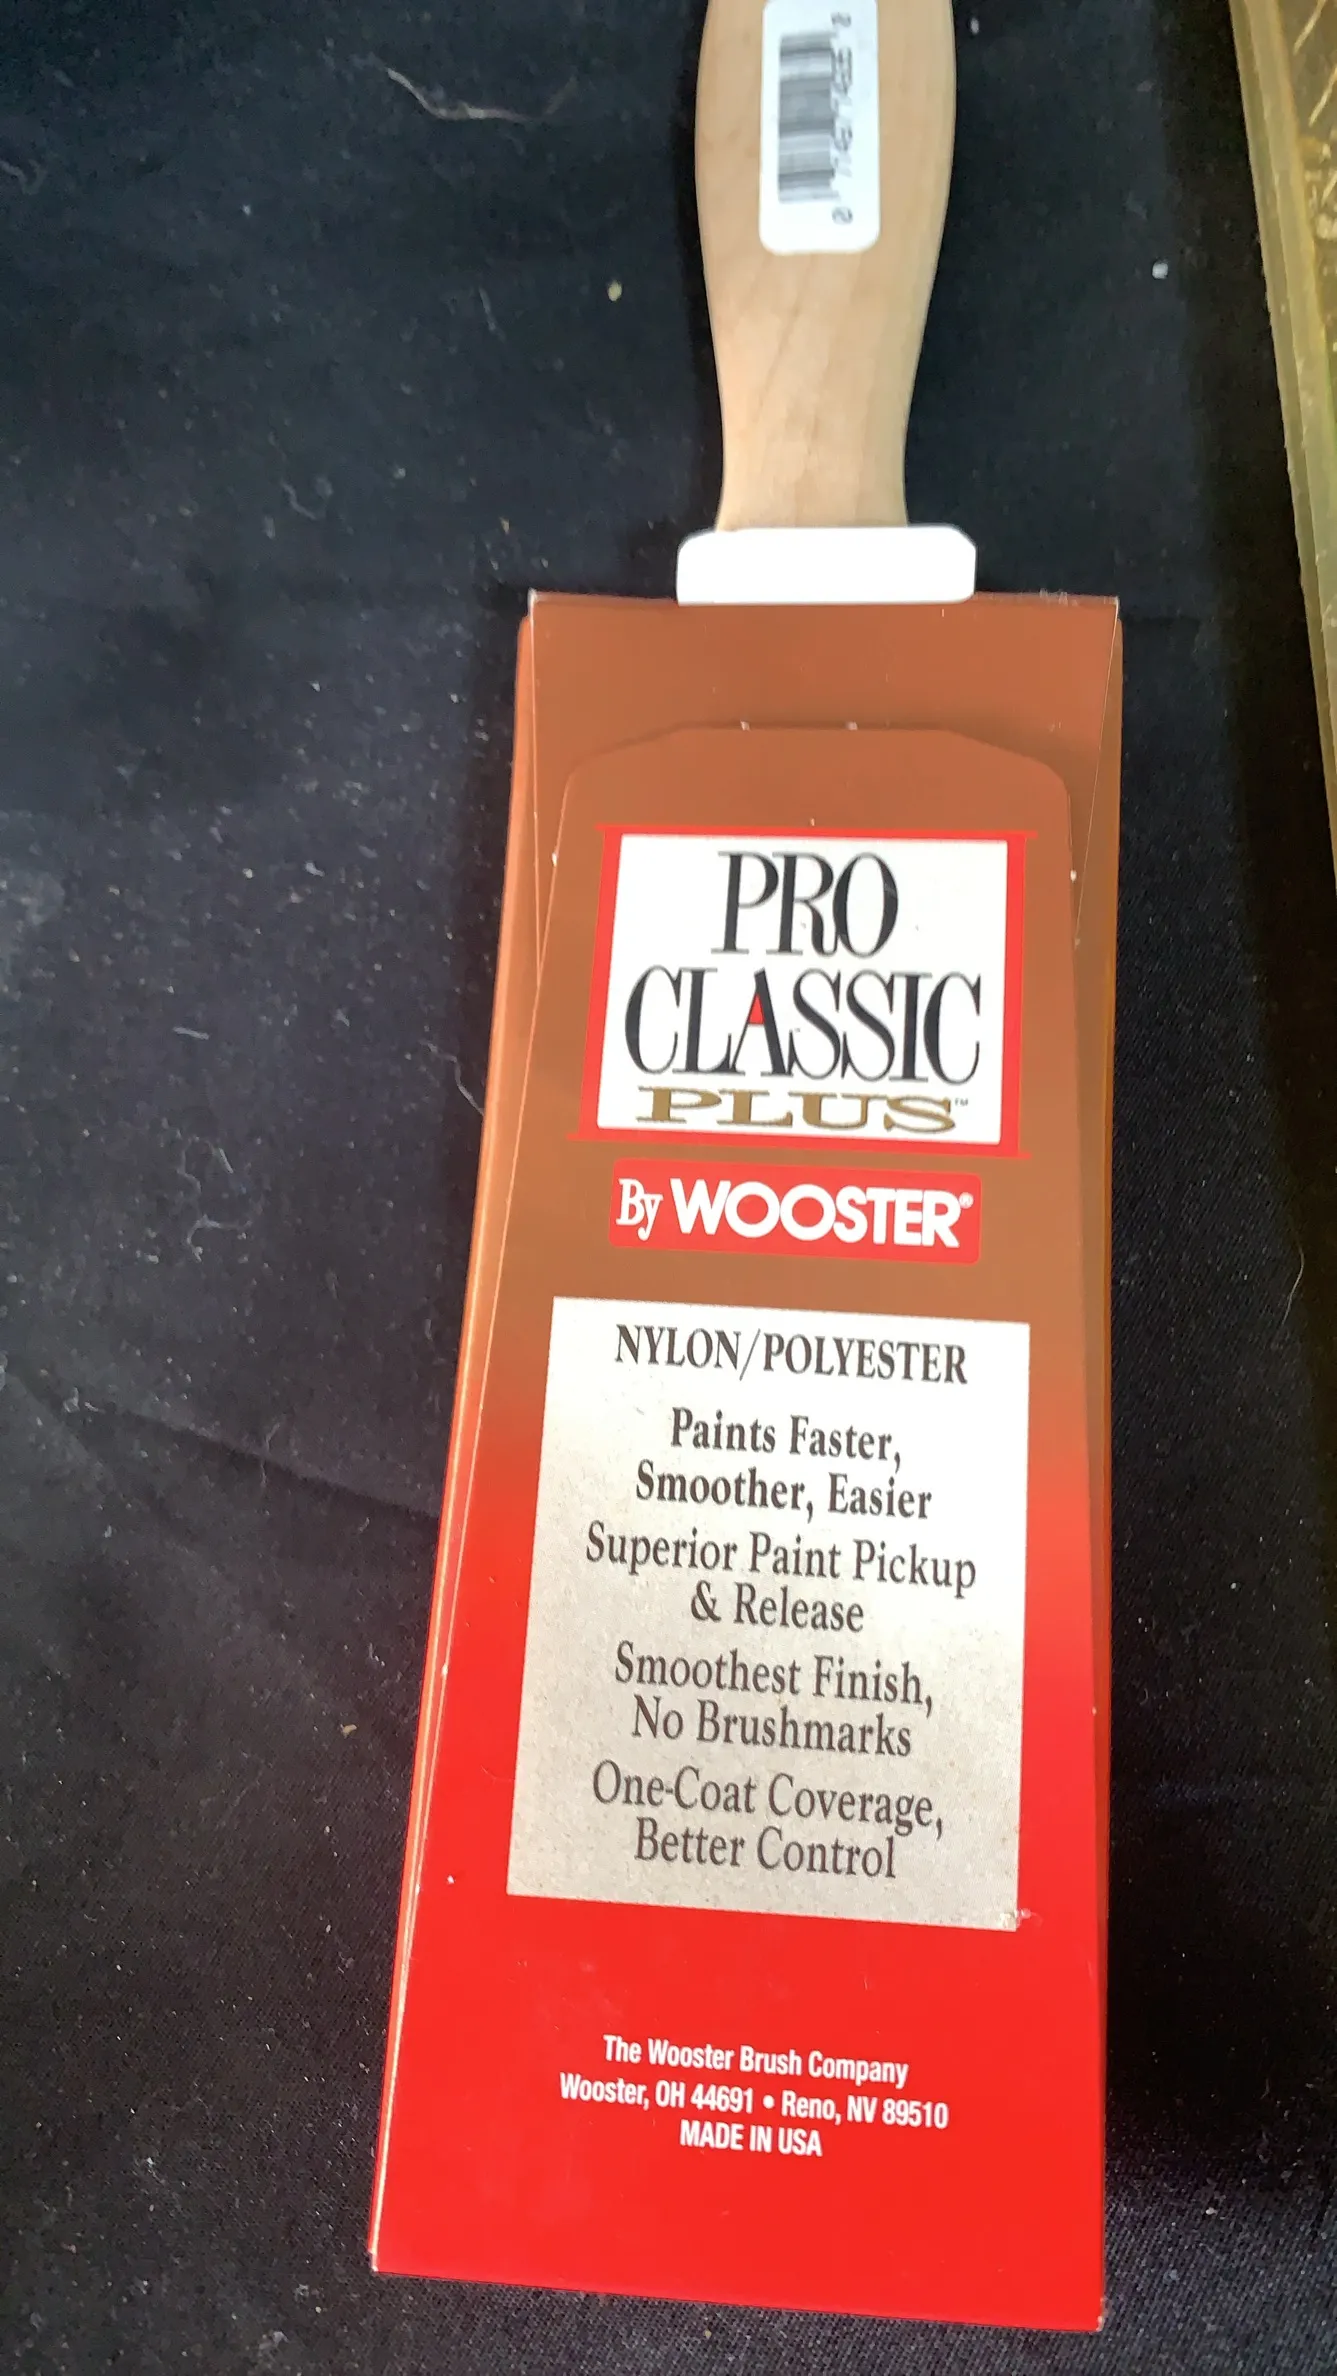 PRO
CLASSIC
PLUS™
By WOOSTER®
NYLON/POLYESTER
Paints Faster,
Smoother, Easier
Superior Paint Pickup
& Release
Smoothest Finish,
No Brushmarks
One-Coat Coverage,
Better Control
The Wooster Brush Company
Wooster, OH 44691 • Reno, NV 89510
MADE IN USA